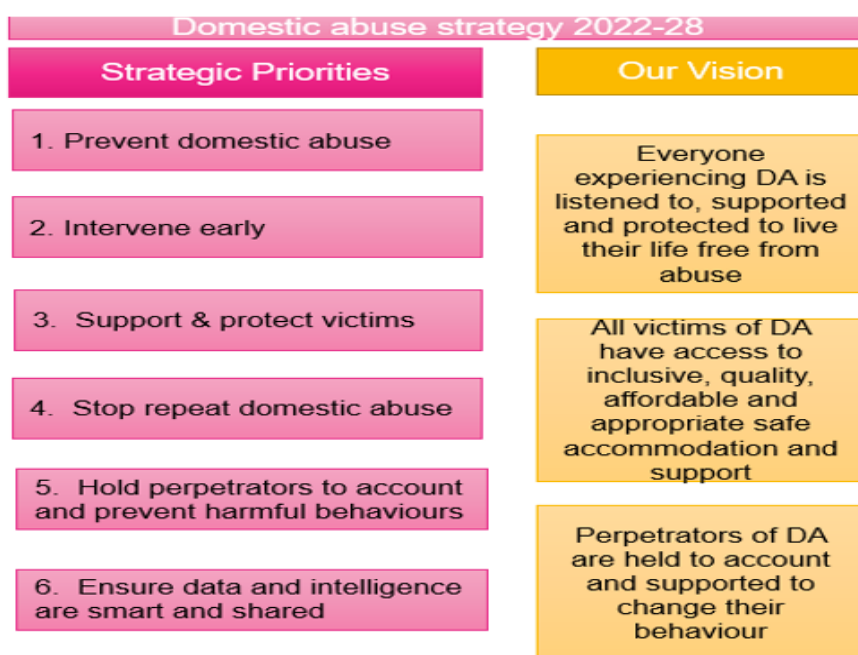 Domestic abuse strategy 2022-28
Strategic Priorities
1. Prevent domestic abuse
2. Intervene early
3. Support & protect victims
4. Stop repeat domestic abuse
5. Hold perpetrators to account
and prevent harmful behaviours
6. Ensure data and intelligence
are smart and shared
Our Vision
Everyone
experiencing DA is
listened to, supported
and protected to live
their life free from
abuse
All victims of DA
have access to
inclusive, quality,
affordable and
appropriate safe
accommodation and
support
Perpetrators of DA
are held to account
and supported to
change their
behaviour